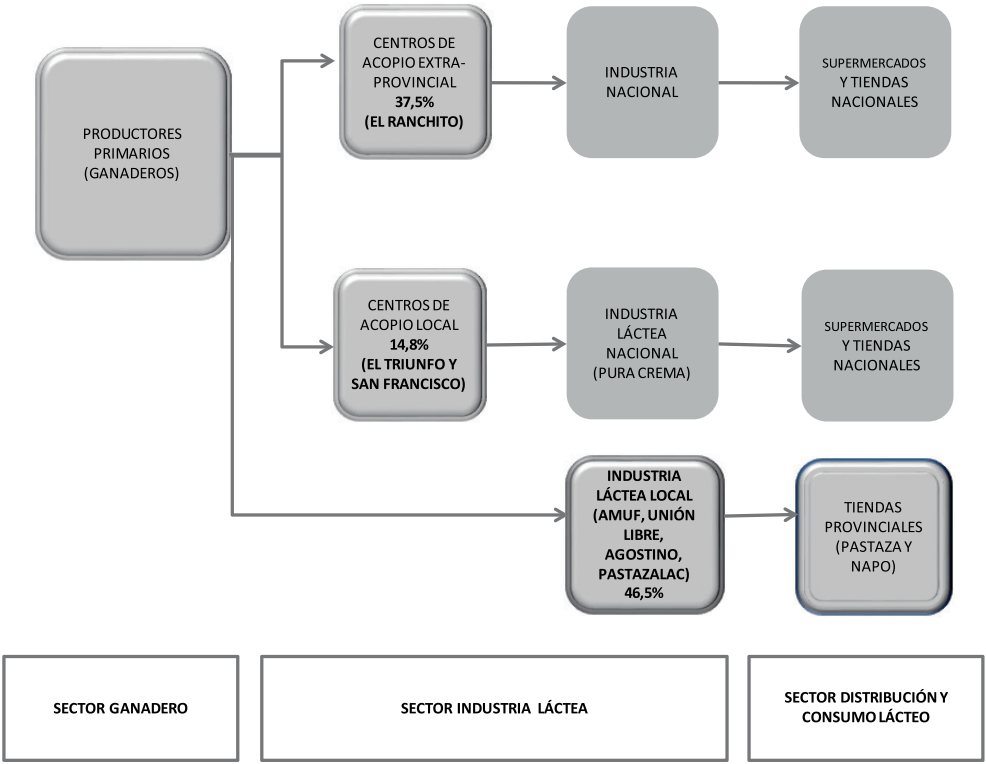 PRODUCTORES
PRIMARIOS
(GANADEROS)
CENTROS DE
ACOPIO EXTRA-
PROVINCIAL
37,5%
(EL RANCHITO)
INDUSTRIA
NACIONAL
SUPERMERCADOS
Y TIENDAS
NACIONALES
CENTROS DE
ACOPIO LOCAL
14,8%
(EL TRIUNFO Y
SAN FRANCISCO)
INDUSTRIA
LÁCTEA
NACIONAL
(PURA CREMA)
SUPERMERCADOS
Y TIENDAS
NACIONALES
INDUSTRIA
LÁCTEA LOCAL
(AMUF, UNIÓN
LIBRE,
AGOSTINO,
PASTAZALAC)
46,5%
TIENDAS
PROVINCIALES
(PASTAZA Y
NAPO)
SECTOR GANADERO
SECTOR INDUSTRIA LÁCTEA
SECTOR DISTRIBUCIÓN Y
CONSUMO LÁCTEO